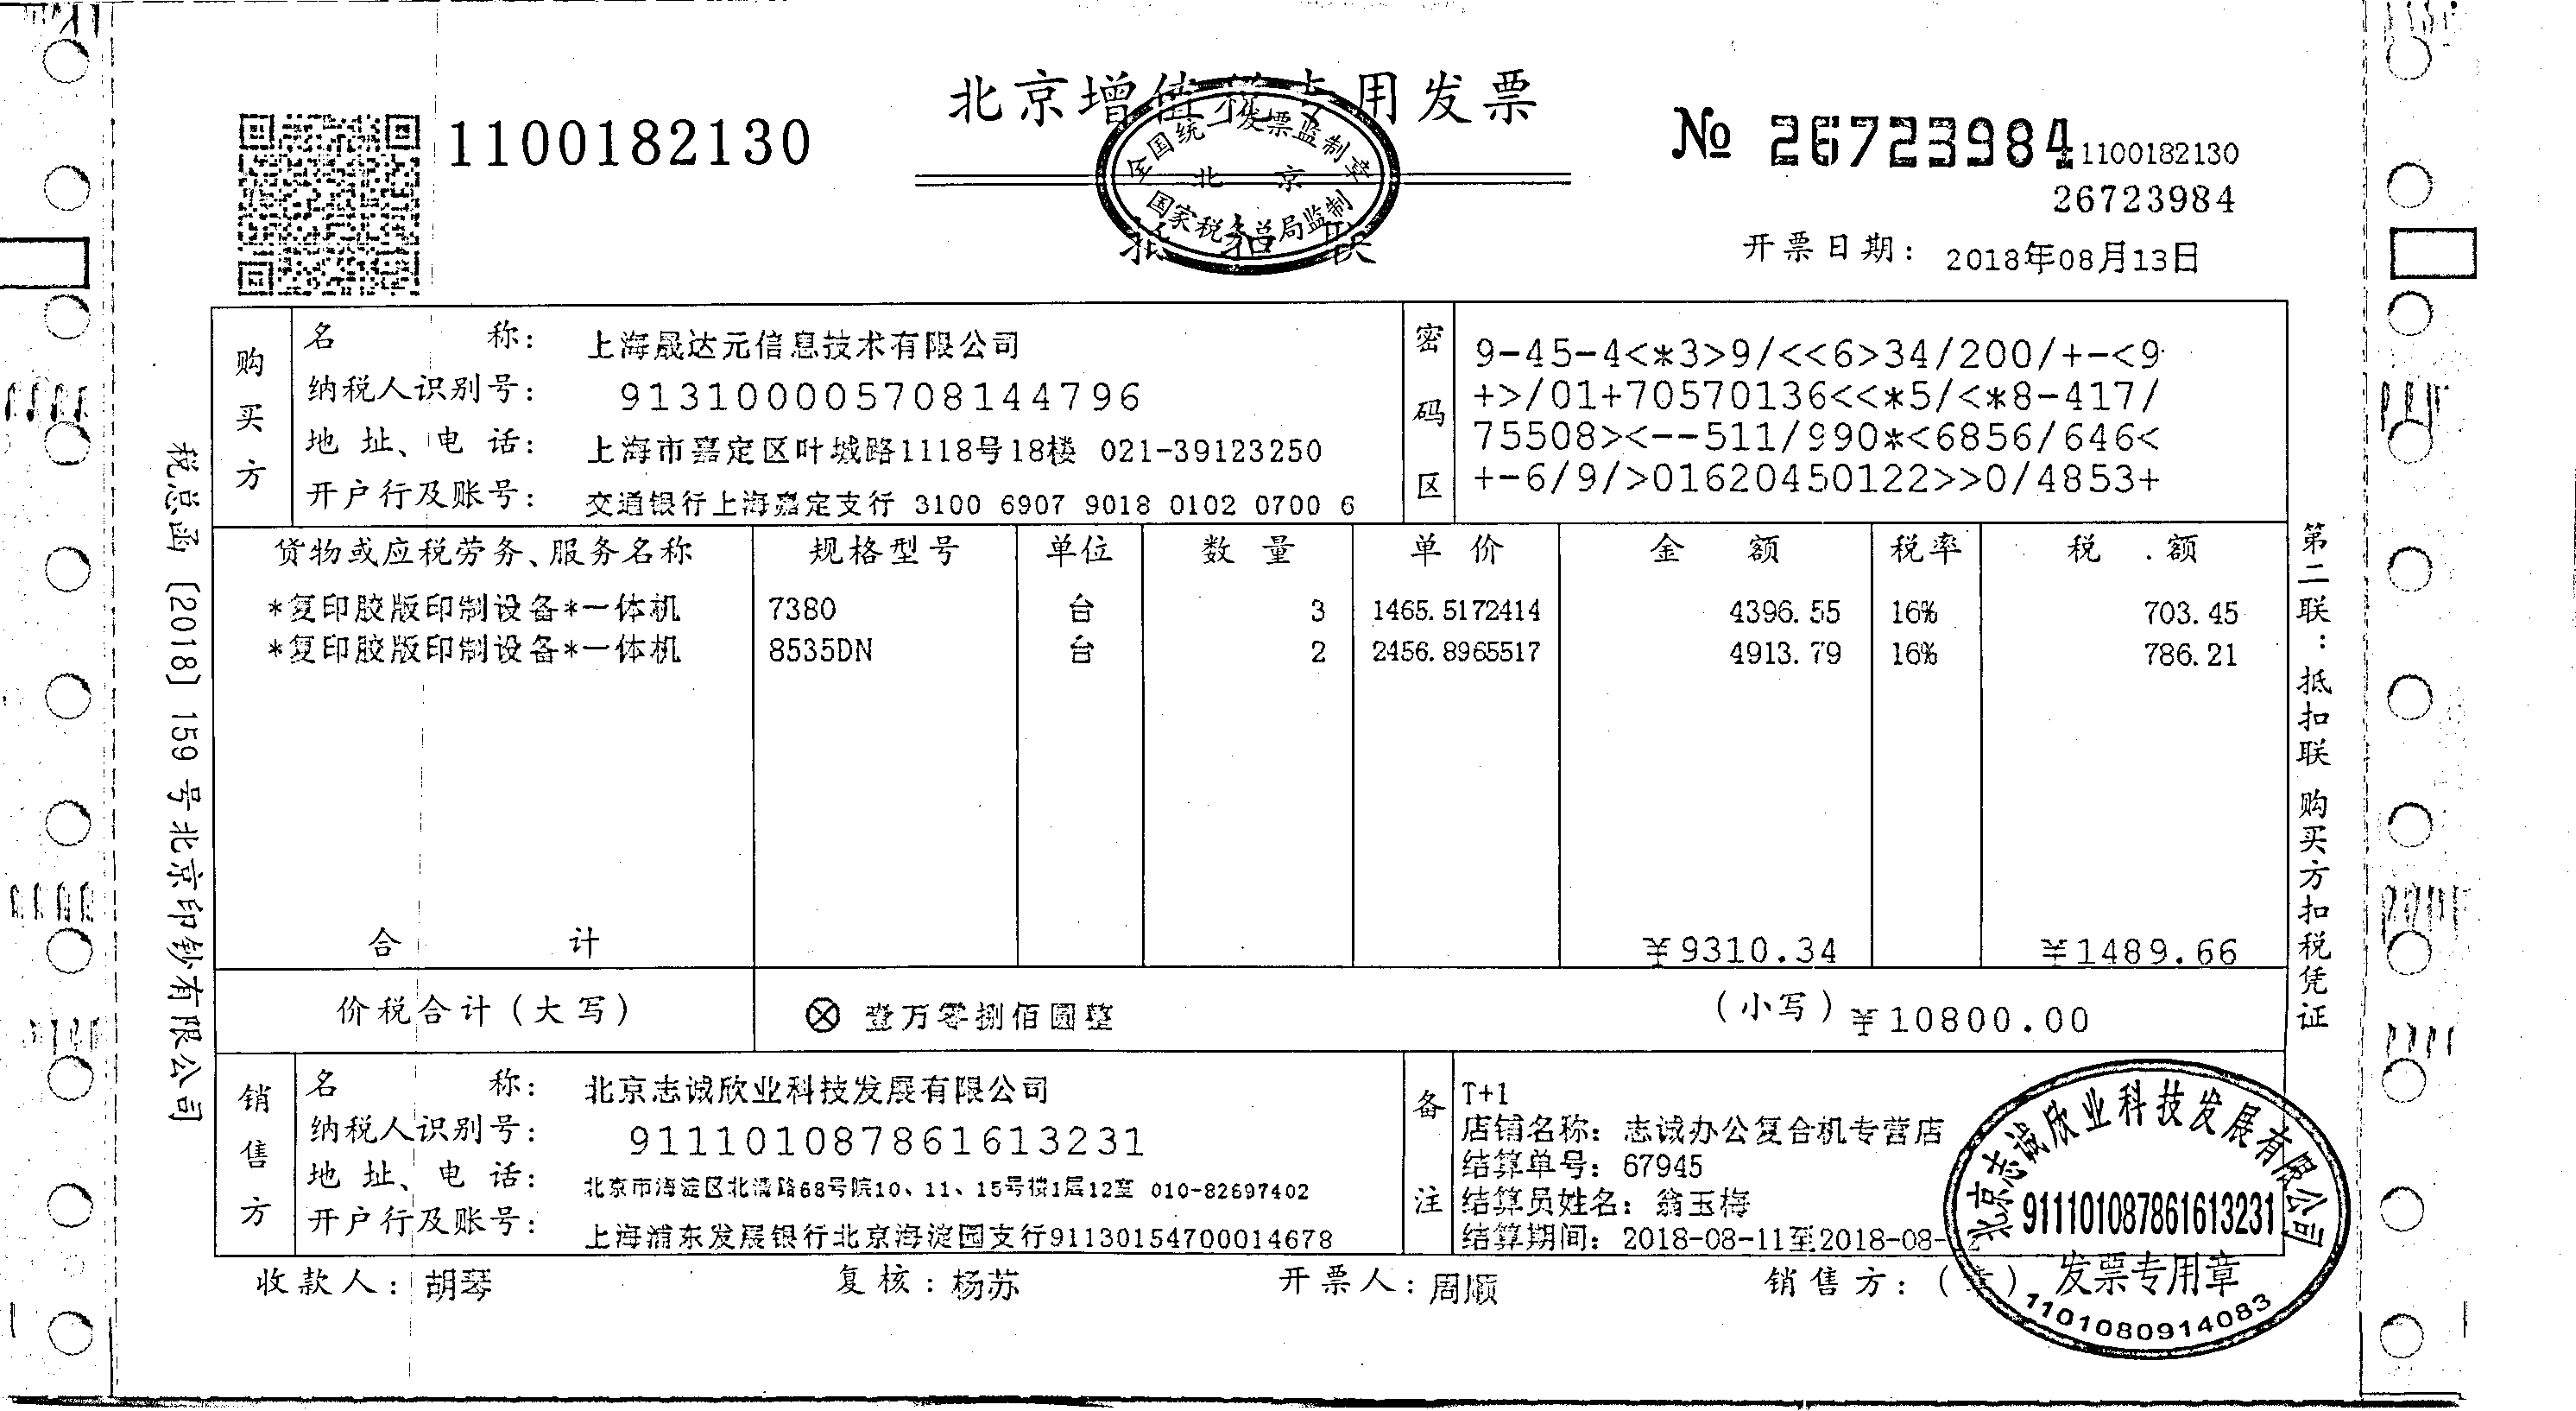 北京增值税专用发票
1100182130
№ 26723984
1100182130
26723984
全国统一发票监制章
北京
国家税务总局监制
抵扣联
开票日期: 2018年08月13日
购买方
名称: 上海晟达元信息技术有限公司
纳税人识别号: 913100005708144796
地址、电话: 上海市嘉定区叶城路1118号18楼 021-39123250
开户行及账号: 交通银行上海嘉定支行 3100 6907 9018 0102 0700 6
密码区
9-45-4<*3>9/<<6>34/200/+-<9
+>/01+70570136<<*5/<*8-417/
75508><--511/990*<6856/646<
+-6/9/>01620450122>>0/4853+
货物或应税劳务、服务名称 规格型号 单位 数量 单价 金额 税率 税额
*复印胶版印制设备*一体机 7380 台 3 1465.5172414 4396.55 16% 703.45
*复印胶版印制设备*一体机 8535DN 台 2 2456.8965517 4913.79 16% 786.21
合计 ¥9310.34 ¥1489.66
价税合计(大写) ⊗ 壹万零捌佰圆整 (小写) ¥10800.00
销售方
名称: 北京志诚欣业科技发展有限公司
纳税人识别号: 911101087861613231
地址、电话: 北京市海淀区北清路68号院10、11、15号楼1层12室 010-82697402
开户行及账号: 上海浦东发展银行北京海淀园支行91130154700014678
备注
T+1
店铺名称: 志诚办公复合机专营店
结算单号: 67945
结算员姓名: 翁玉梅
结算期间: 2018-08-11至2018-08-
收款人: 胡琴 复核: 杨苏 开票人: 周顺 销售方: (章)
北京志诚欣业科技发展有限公司
911101087861613231
发票专用章
1101080914083
税总函〔2018〕159号北京印钞有限公司
第二联:抵扣联 购买方扣税凭证